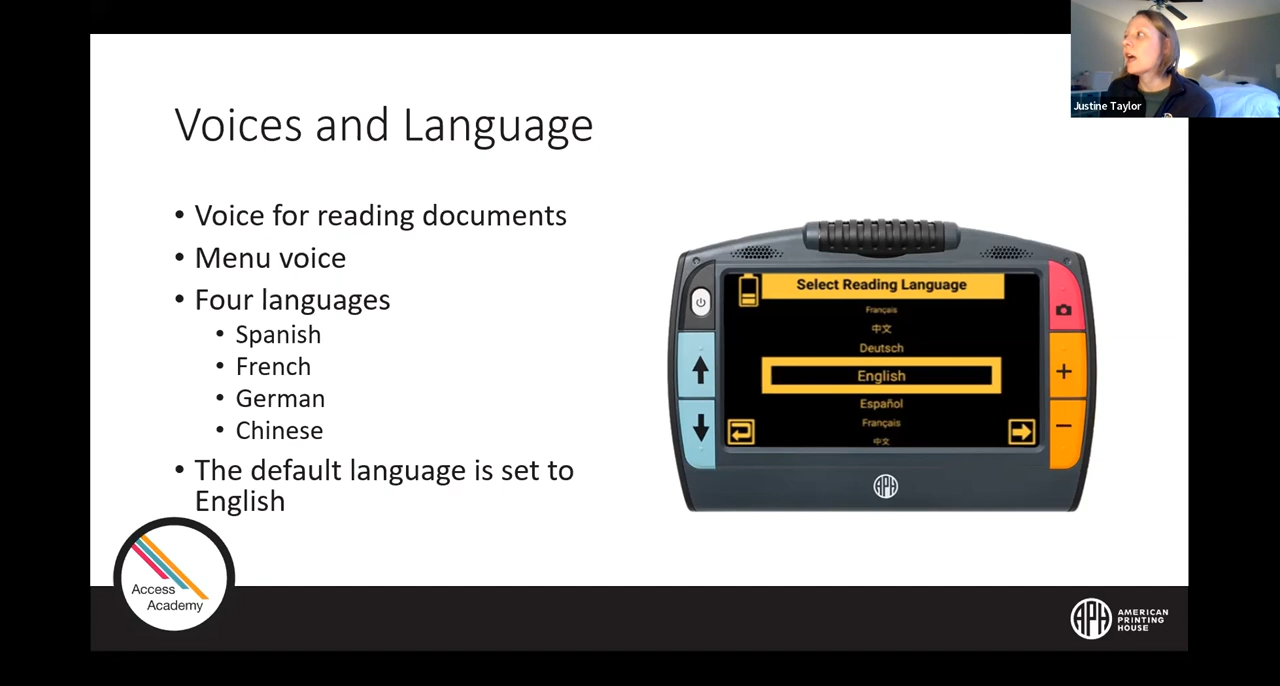 Justine Taylor
Voices and Language
• Voice for reading documents
• Menu voice
• Four languages
• Spanish
• French
• German
• Chinese
• The default language is set to
English
Select Reading Language
Français
中文
Deutsch
English
Español
Français
中文
+
−
APH
Access
Academy
APH
AMERICAN
PRINTING
HOUSE